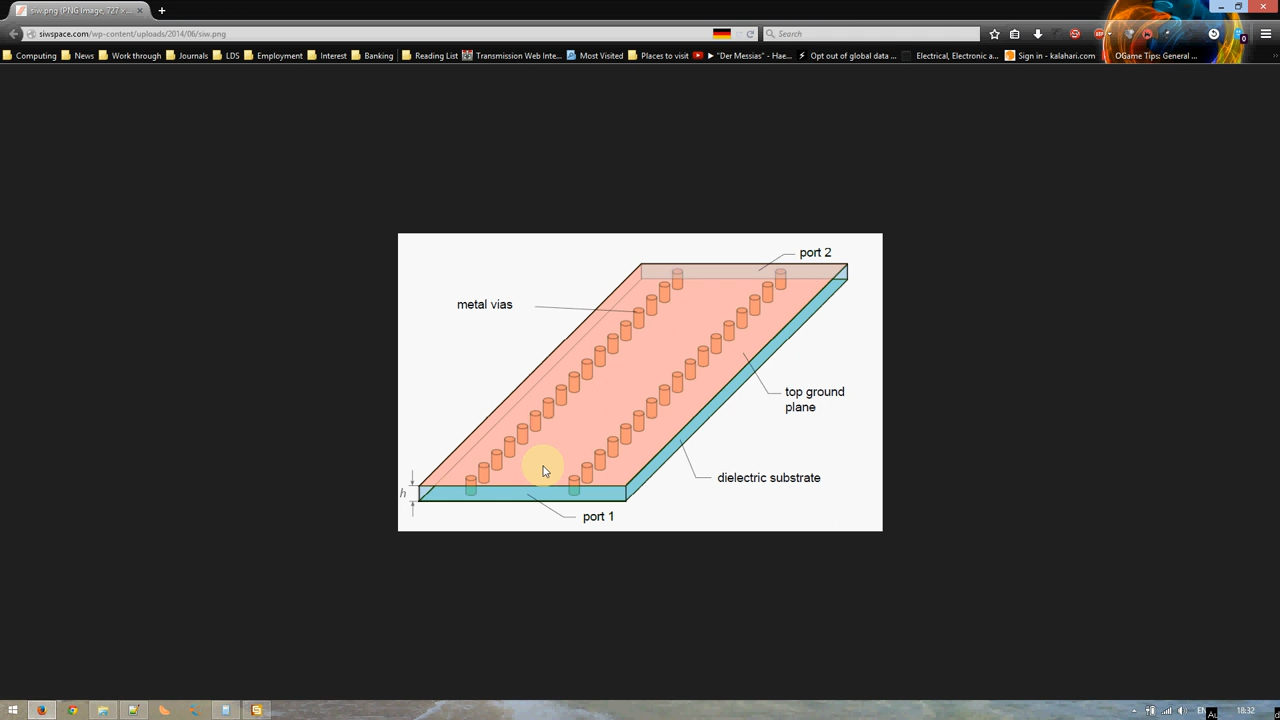 siw.png (PNG Image, 727 ×...
siwspace.com/wp-content/uploads/2014/06/siw.png
Search
Computing
News
Work through
Journals
LDS
Employment
Interest
Banking
Reading List
Transmission Web Inte...
Most Visited
Places to visit
▶ "Der Messias" - Hae...
Opt out of global data ...
Electrical, Electronic a...
Sign in - kalahari.com
OGame Tips: General ...
port 2
metal vias
top ground
plane
dielectric substrate
h
port 1
18:32